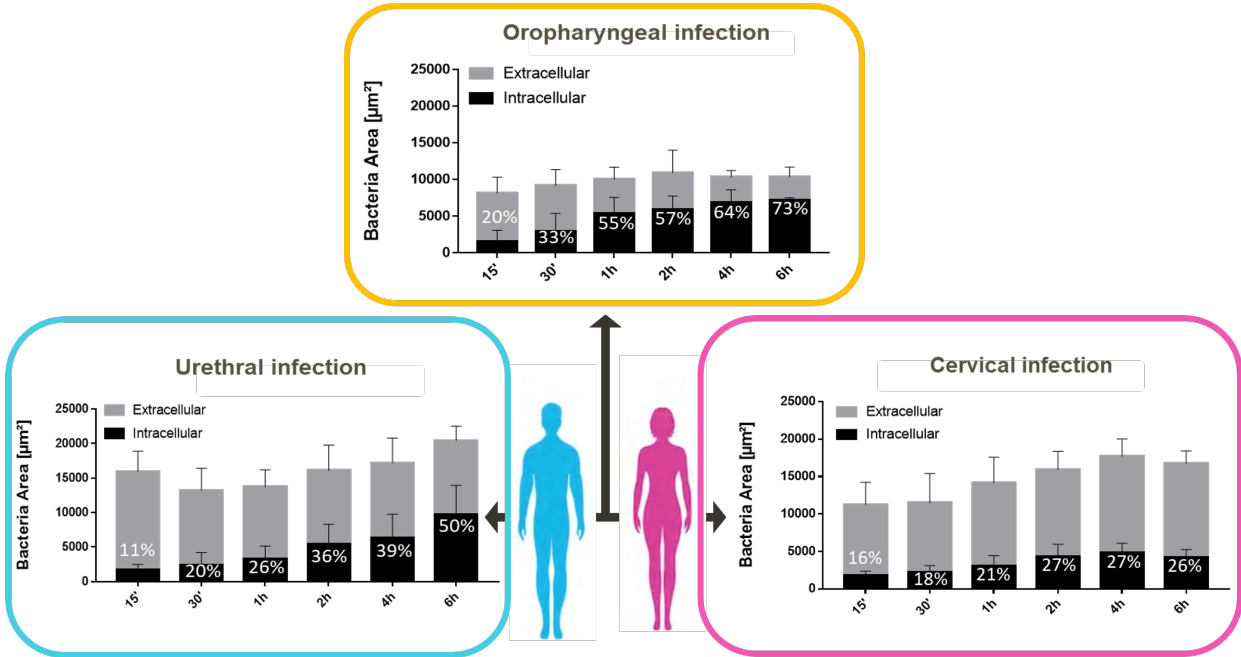 Oropharyngeal infection
Bacteria Area [µm²]
25000
20000
15000
10000
5000
0
Extracellular
Intracellular
20%
33%
55%
57%
64%
73%
15'
30'
1h
2h
4h
6h
Urethral infection
Bacteria Area [µm²]
25000
20000
15000
10000
5000
0
Extracellular
Intracellular
11%
20%
26%
36%
39%
50%
15'
30'
1h
2h
4h
6h
Cervical infection
Bacteria Area [µm²]
25000
20000
15000
10000
5000
0
Extracellular
Intracellular
16%
18%
21%
27%
27%
26%
15'
30'
1h
2h
4h
6h